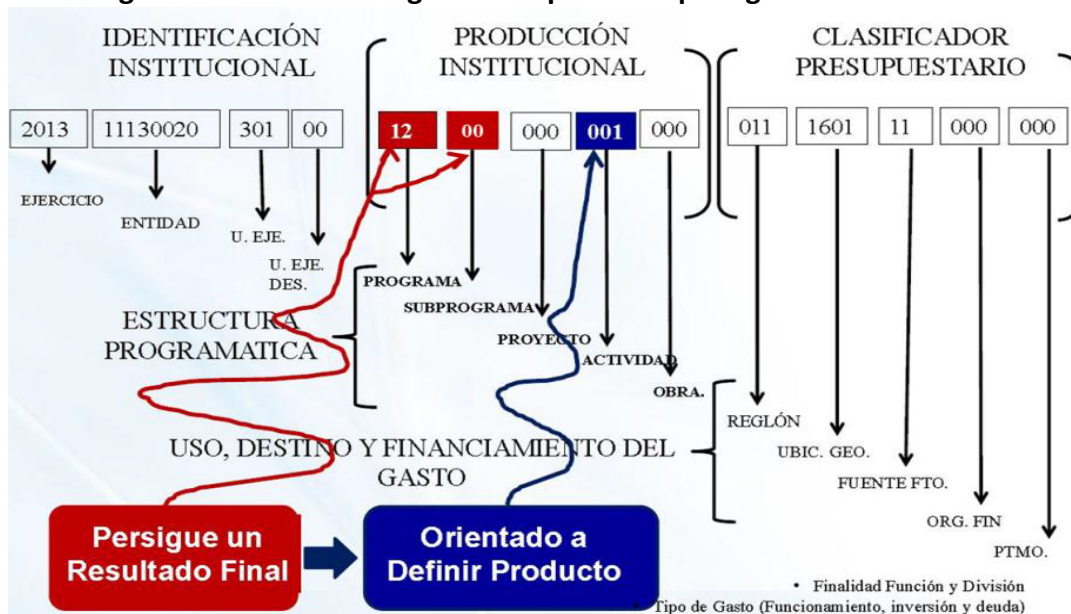 IDENTIFICACIÓN
INSTITUCIONAL
PRODUCCIÓN
INSTITUCIONAL
CLASIFICADOR
PRESUPUESTARIO
2013 11130020 301 00 12 00 000 001 000 011 1601 11 000 000
EJERCICIO
ENTIDAD
U. EJE.
U. EJE.
DES.
PROGRAMA
SUBPROGRAMA
PROYECTO
ACTIVIDAD
OBRA.
ESTRUCTURA
PROGRAMATICA
REGLÓN
UBIC. GEO.
FUENTE FTO.
ORG. FIN
PTMO.
USO, DESTINO Y FINANCIAMIENTO DEL
GASTO
Persigue un
Resultado Final
Orientado a
Definir Producto
• Finalidad Función y División
• Tipo de Gasto (Funcionamiento, inversión y deuda)